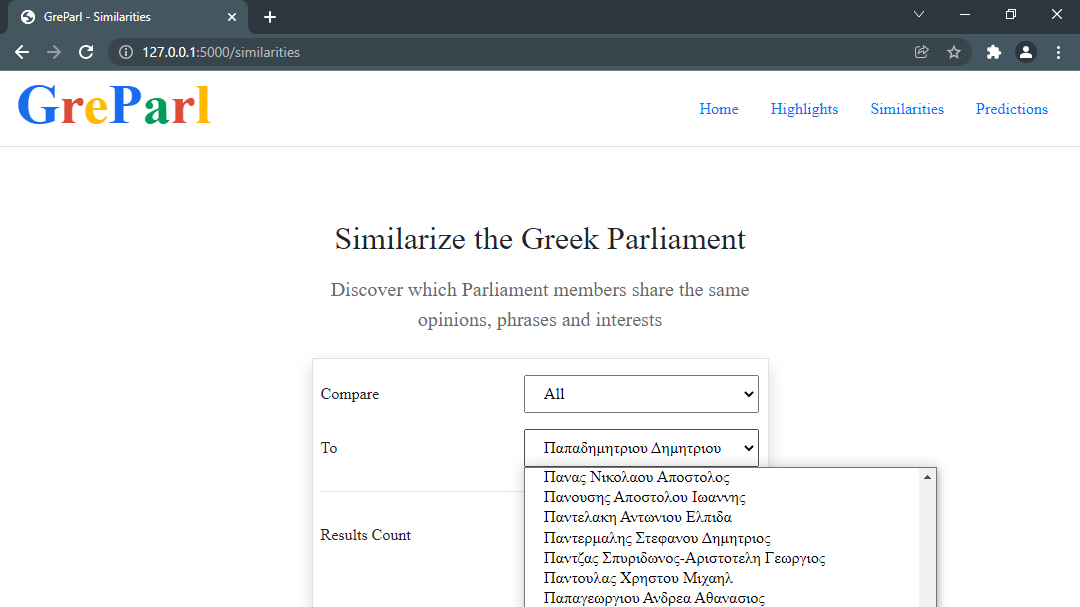 GreParl - Similarities
127.0.0.1:5000/similarities
GreParl
Home Highlights Similarities Predictions
Similarize the Greek Parliament
Discover which Parliament members share the same
opinions, phrases and interests
Compare All
To Παπαδημητριου Δημητριου
Πανας Νικολαου Αποστολος
Πανουσης Αποστολου Ιωαννης
Παντελακη Αντωνιου Ελπιδα
Παντερμαλης Στεφανου Δημητριος
Παντζας Σπυριδωνος-Αριστοτελη Γεωργιος
Παντουλας Χρηστου Μιχαηλ
Παπαγεωργιου Ανδρεα Αθανασιος
Results Count